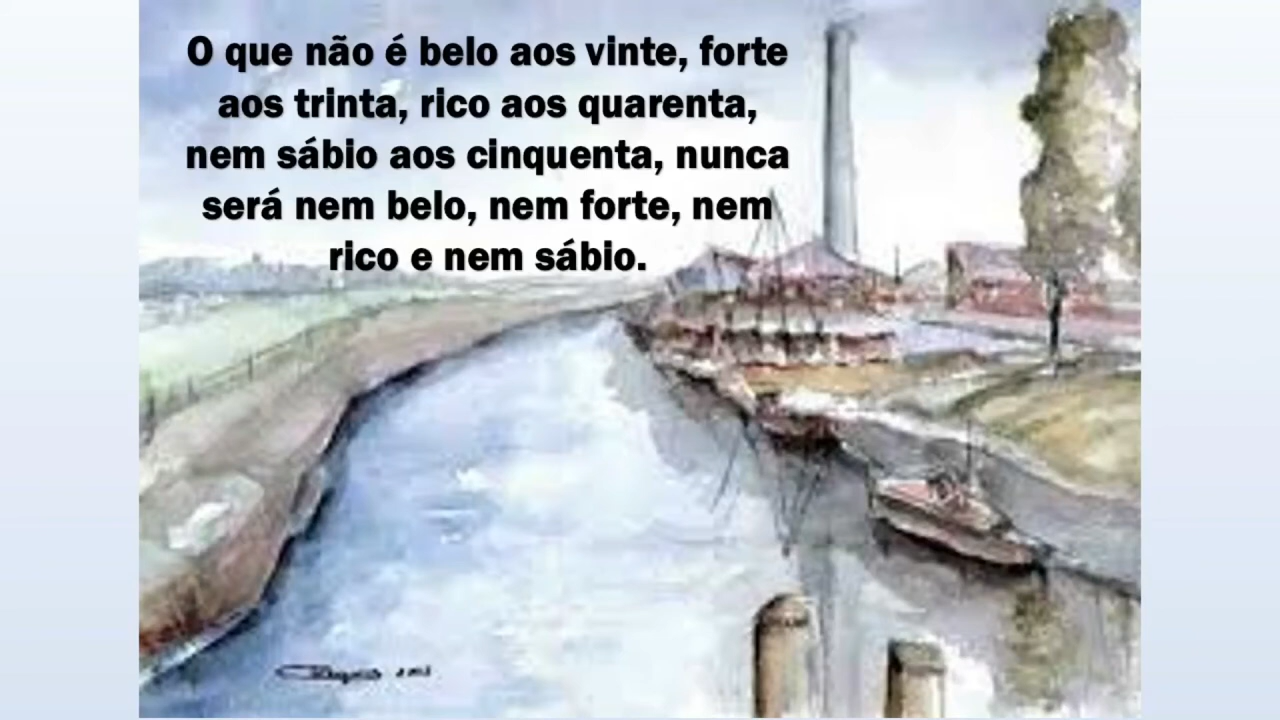 O que não é belo aos vinte, forte
aos trinta, rico aos quarenta,
nem sábio aos cinquenta, nunca
será nem belo, nem forte, nem
rico e nem sábio.